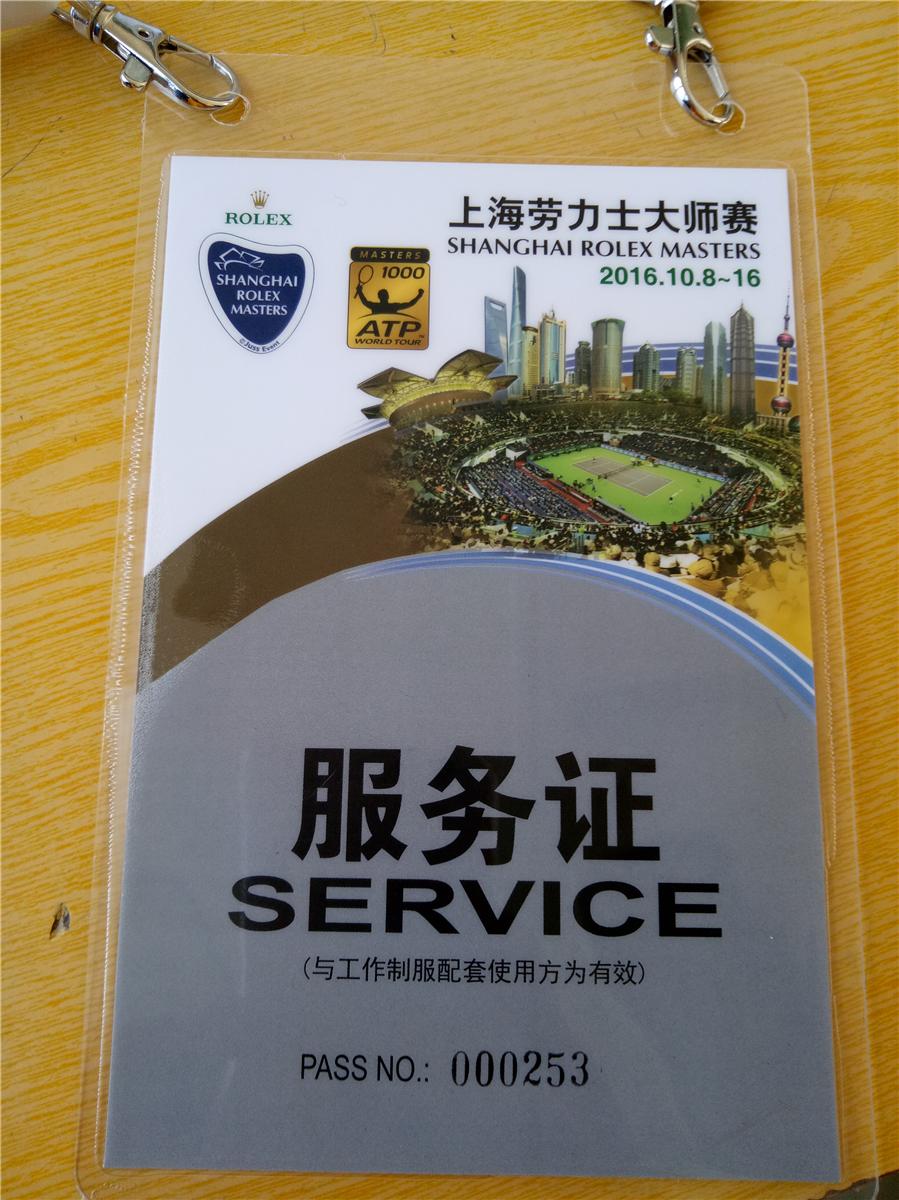 ROLEX
SHANGHAI
ROLEX
MASTERS
©Juss Event
MASTERS
1000
ATP
WORLD TOUR
上海劳力士大师赛
SHANGHAI ROLEX MASTERS
2016.10.8~16
服务证
SERVICE
(与工作制服配套使用方为有效)
PASS NO.: 000253